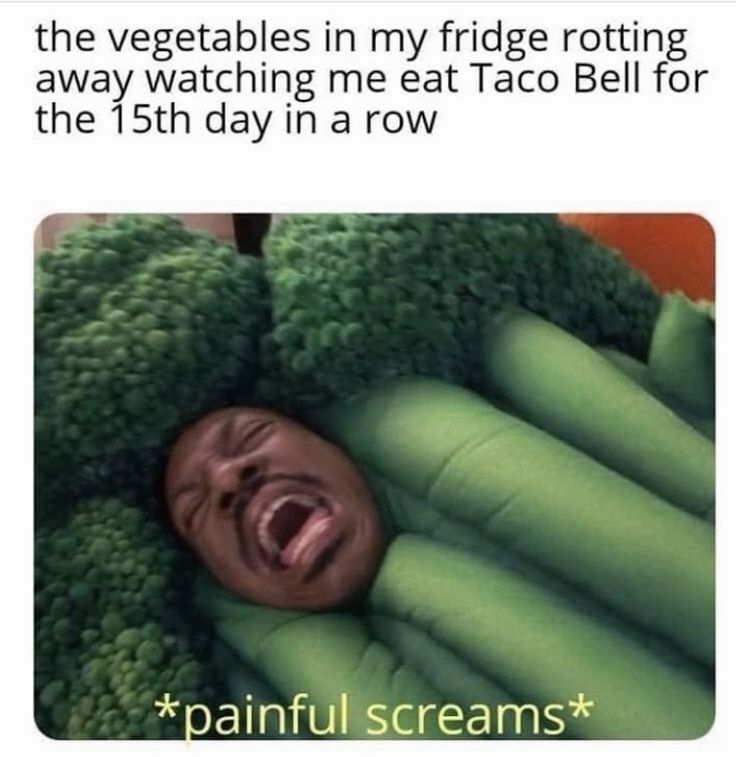 the vegetables in my fridge rotting
away watching me eat Taco Bell for
the 15th day in a row
*painful screams*